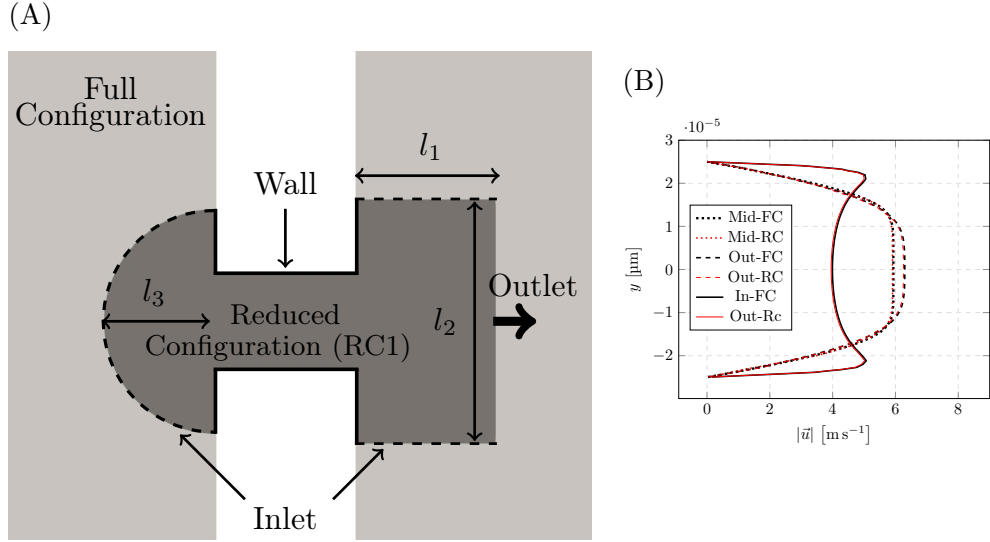 (A)
Full
Configuration
l₁
Wall
l₃
Outlet
l₂
Reduced
Configuration (RC1)
Inlet
(B)
·10⁻⁵
3
2
1
0
−1
−2
y [µm]
Mid-FC
Mid-RC
Out-FC
Out-RC
In-FC
Out-Rc
0 2 4 6 8
|u⃗| [m s⁻¹]